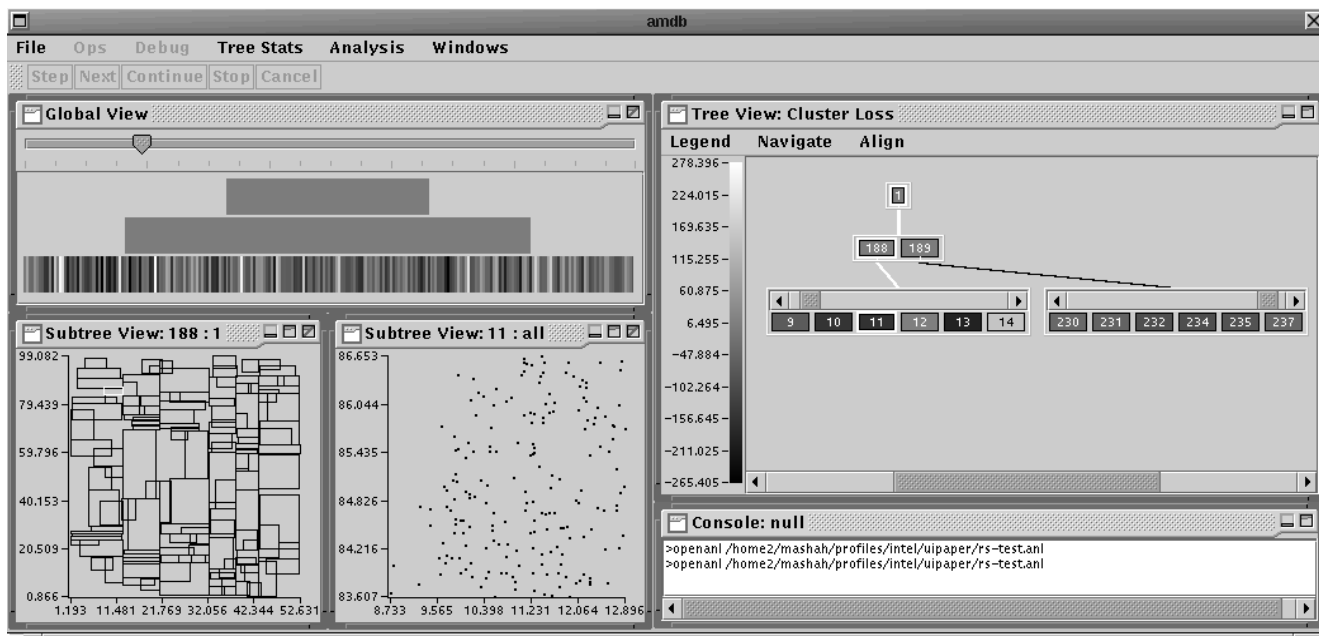 amdb
File Ops Debug Tree Stats Analysis Windows
Step Next Continue Stop Cancel
Global View
Tree View: Cluster Loss
Legend Navigate Align
278.396
224.015
169.635
115.255
60.875
6.495
-47.884
-102.264
-156.645
-211.025
-265.405
1
188 189
9 10 11 12 13 14
230 231 232 234 235 237
Subtree View: 188 : 1
99.082
79.439
59.796
40.153
20.509
0.866
1.193 11.481 21.769 32.056 42.344 52.631
Subtree View: 11 : all
86.653
86.044
85.435
84.826
84.216
83.607
8.733 9.565 10.398 11.231 12.064 12.896
Console: null
>openanl /home2/mashah/profiles/intel/uipaper/rs-test.anl
>openanl /home2/mashah/profiles/intel/uipaper/rs-test.anl